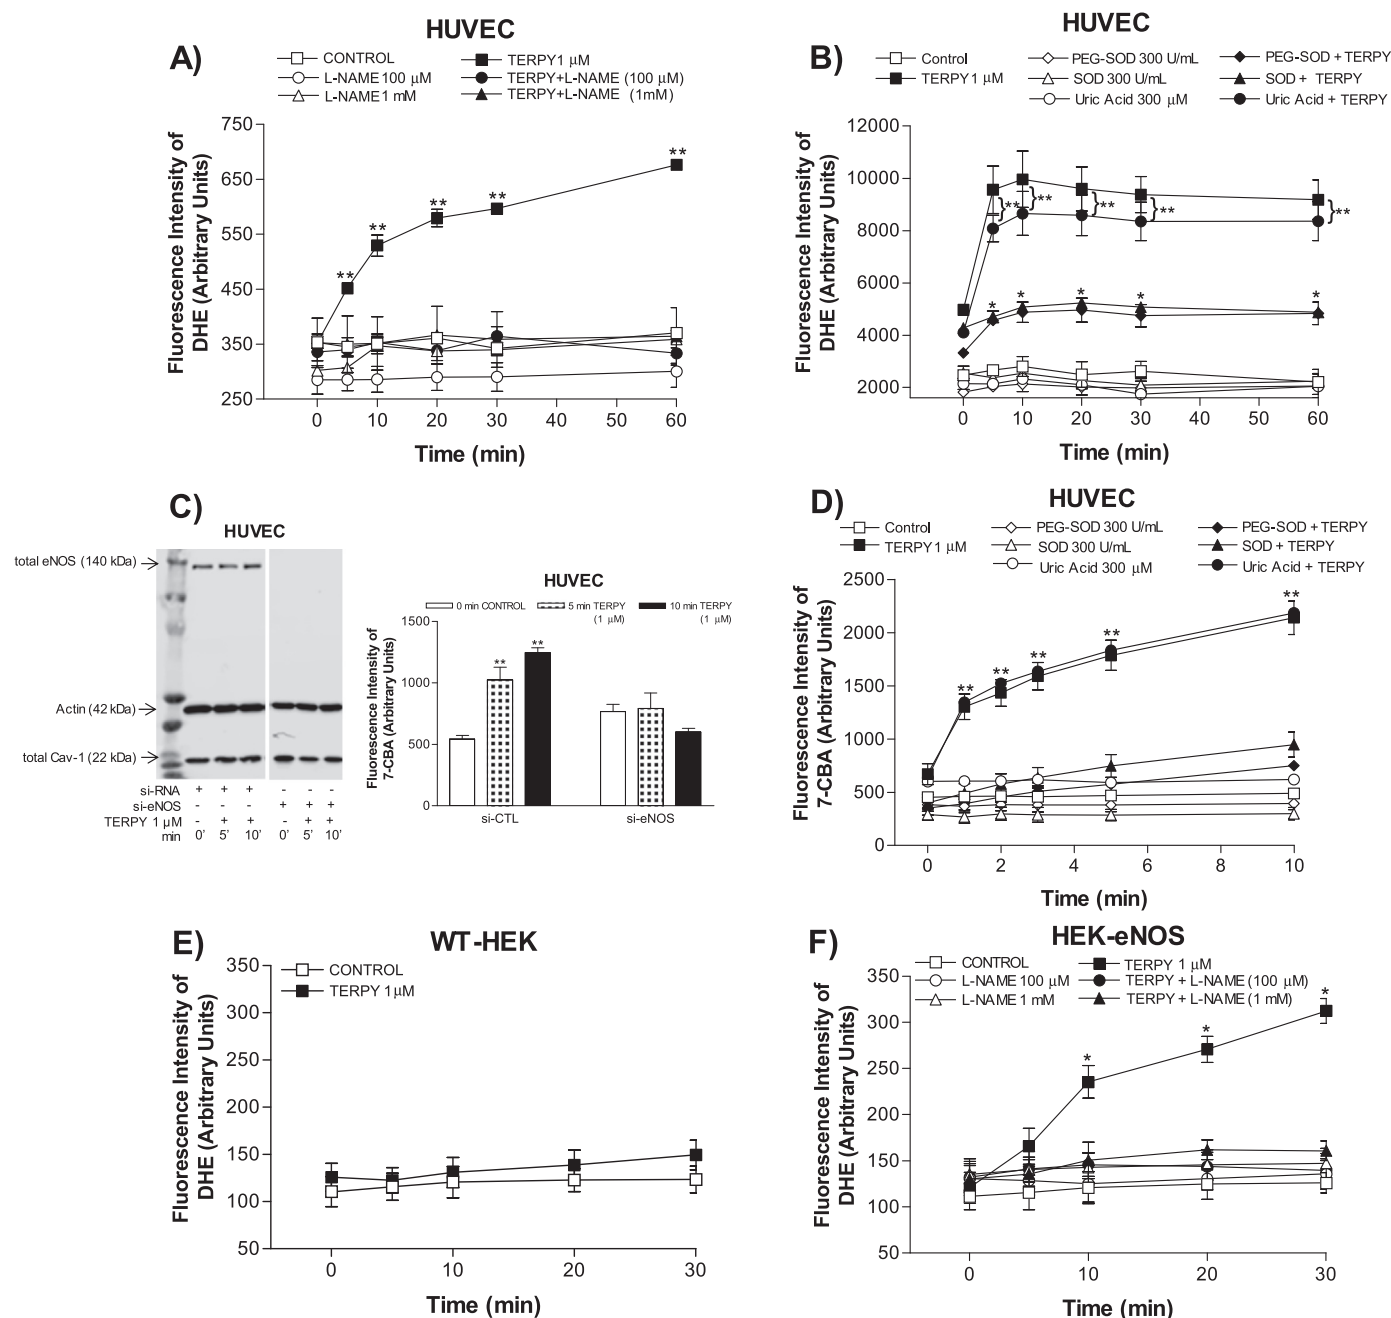 A)
HUVEC
CONTROL
L-NAME 100 μM
L-NAME 1 mM
TERPY 1 μM
TERPY+L-NAME (100 μM)
TERPY+L-NAME (1mM)
Fluorescence Intensity of
DHE (Arbitrary Units)
750
650
550
450
350
250
** ** ** ** **
0 10 20 30 40 50 60
Time (min)
B)
HUVEC
Control
TERPY 1 μM
PEG-SOD 300 U/mL
SOD 300 U/mL
Uric Acid 300 μM
PEG-SOD + TERPY
SOD + TERPY
Uric Acid + TERPY
Fluorescence Intensity of
DHE (Arbitrary Units)
12000
10000
8000
6000
4000
2000
}** }** }** }** }**
* * * * *
0 10 20 30 40 50 60
Time (min)
C)
HUVEC
total eNOS (140 kDa)
Actin (42 kDa)
total Cav-1 (22 kDa)
si-RNA + + + - - -
si-eNOS - - - + + +
TERPY 1 μM - + + - + +
min 0' 5' 10' 0' 5' 10'
HUVEC
0 min CONTROL
5 min TERPY
(1 μM)
10 min TERPY
(1 μM)
Fluorescence Intensity of
7-CBA (Arbitrary Units)
1500
1000
500
0
** **
si-CTL si-eNOS
D)
HUVEC
Control
TERPY 1 μM
PEG-SOD 300 U/mL
SOD 300 U/mL
Uric Acid 300 μM
PEG-SOD + TERPY
SOD + TERPY
Uric Acid + TERPY
Fluorescence Intensity of
7-CBA (Arbitrary Units)
2500
2000
1500
1000
500
0
** ** ** ** **
0 2 4 6 8 10
Time (min)
E)
WT-HEK
CONTROL
TERPY 1μM
Fluorescence Intensity of
DHE (Arbitrary Units)
350
300
250
200
150
100
50
0 10 20 30
Time (min)
F)
HEK-eNOS
CONTROL
L-NAME 100 μM
L-NAME 1 mM
TERPY 1 μM
TERPY + L-NAME (100 μM)
TERPY + L-NAME (1 mM)
Fluorescence Intensity of
DHE (Arbitrary Units)
350
300
250
200
150
100
50
* * *
0 10 20 30
Time (min)